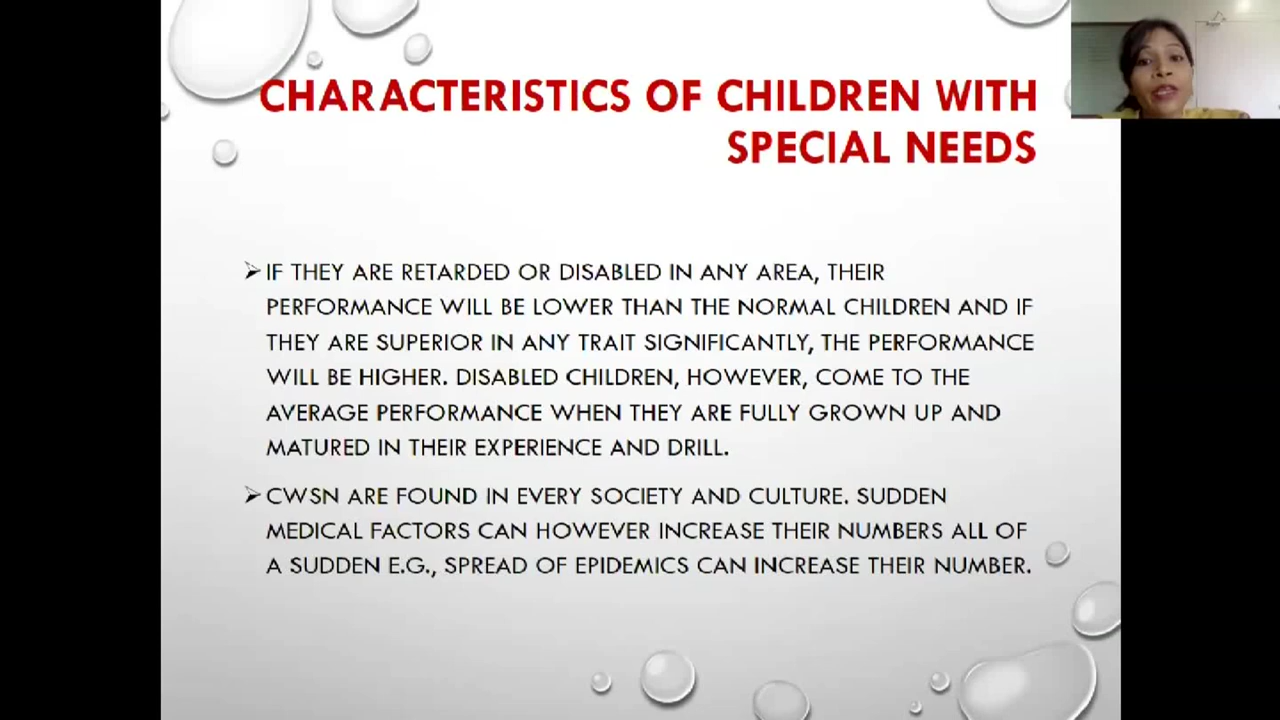 CHARACTERISTICS OF CHILDREN WITH
SPECIAL NEEDS
IF THEY ARE RETARDED OR DISABLED IN ANY AREA, THEIR
PERFORMANCE WILL BE LOWER THAN THE NORMAL CHILDREN AND IF
THEY ARE SUPERIOR IN ANY TRAIT SIGNIFICANTLY, THE PERFORMANCE
WILL BE HIGHER. DISABLED CHILDREN, HOWEVER, COME TO THE
AVERAGE PERFORMANCE WHEN THEY ARE FULLY GROWN UP AND
MATURED IN THEIR EXPERIENCE AND DRILL.
CWSN ARE FOUND IN EVERY SOCIETY AND CULTURE. SUDDEN
MEDICAL FACTORS CAN HOWEVER INCREASE THEIR NUMBERS ALL OF
A SUDDEN E.G., SPREAD OF EPIDEMICS CAN INCREASE THEIR NUMBER.